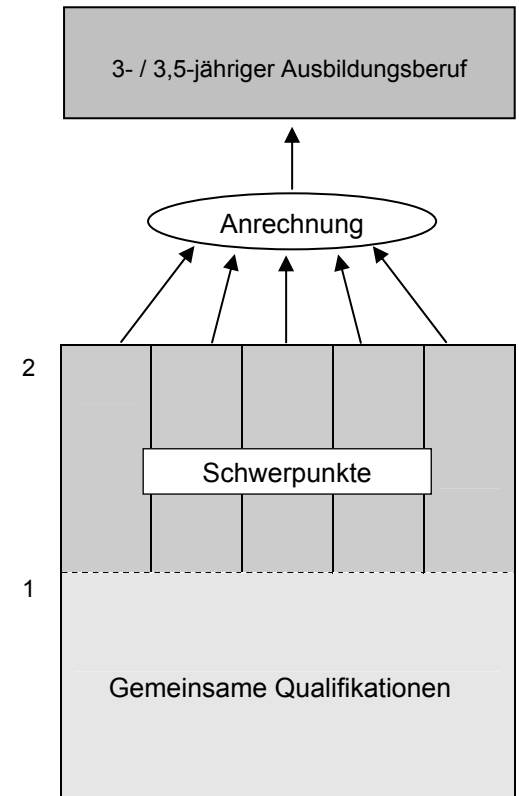 3- / 3,5-jähriger Ausbildungsberuf
Anrechnung
2
Schwerpunkte
1
Gemeinsame Qualifikationen